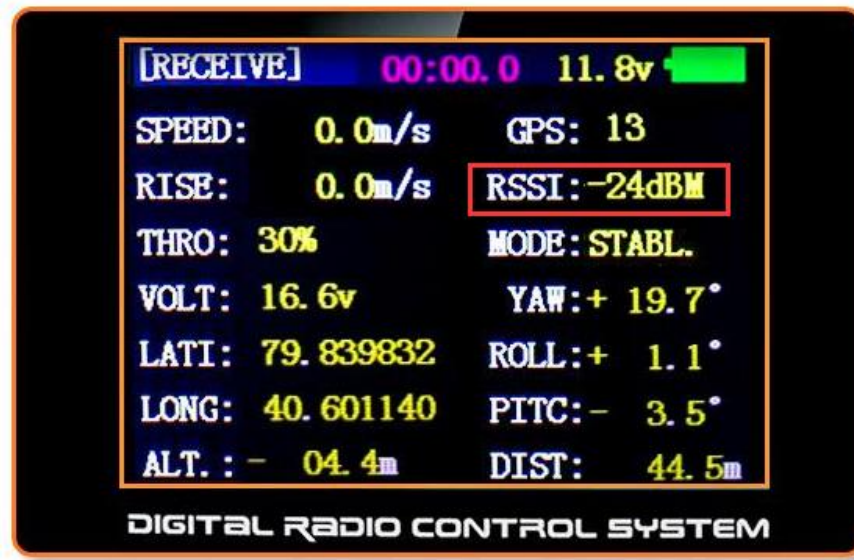 [RECEIVE] 00:00.0 11.8v
SPEED: 0.0m/s GPS: 13
RISE: 0.0m/s RSSI:-24dBM
THRO: 30% MODE:STABL.
VOLT: 16.6v YAW:+ 19.7°
LATI: 79.839832 ROLL:+ 1.1°
LONG: 40.601140 PITC:- 3.5°
ALT.:- 04.4m DIST: 44.5m
DIGITAL RADIO CONTROL SYSTEM